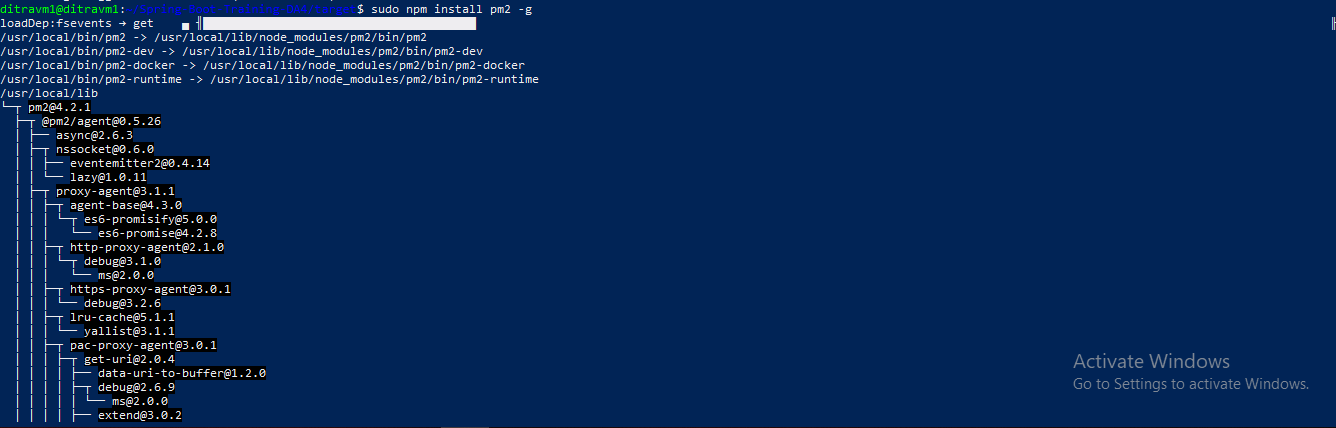 ditravm1@ditravm1: $ sudo npm install pm2 -g
loadDep:fsevents → get
/usr/local/bin/pm2 -> /usr/local/lib/node_modules/pm2/bin/pm2
/usr/local/bin/pm2-dev -> /usr/local/lib/node_modules/pm2/bin/pm2-dev
/usr/local/bin/pm2-docker -> /usr/local/lib/node_modules/pm2/bin/pm2-docker
/usr/local/bin/pm2-runtime -> /usr/local/lib/node_modules/pm2/bin/pm2-runtime
/usr/local/lib
└─┬ pm2@4.2.1
  ├─┬ @pm2/agent@0.5.26
  │ ├── async@2.6.3
  │ ├─┬ nssocket@0.6.0
  │ │ ├── eventemitter2@0.4.14
  │ │ └── lazy@1.0.11
  │ ├─┬ proxy-agent@3.1.1
  │ │ ├─┬ agent-base@4.3.0
  │ │ │ └─┬ es6-promisify@5.0.0
  │ │ │   └── es6-promise@4.2.8
  │ │ ├─┬ http-proxy-agent@2.1.0
  │ │ │ └─┬ debug@3.1.0
  │ │ │   └── ms@2.0.0
  │ │ ├─┬ https-proxy-agent@3.0.1
  │ │ │ └── debug@3.2.6
  │ │ ├─┬ lru-cache@5.1.1
  │ │ │ └── yallist@3.1.1
  │ │ ├─┬ pac-proxy-agent@3.0.1
  │ │ │ ├─┬ get-uri@2.0.4
  │ │ │ │ ├── data-uri-to-buffer@1.2.0
  │ │ │ │ ├─┬ debug@2.6.9
  │ │ │ │ │ └── ms@2.0.0
  │ │ │ │ ├── extend@3.0.2
Activate Windows
Go to Settings to activate Windows.